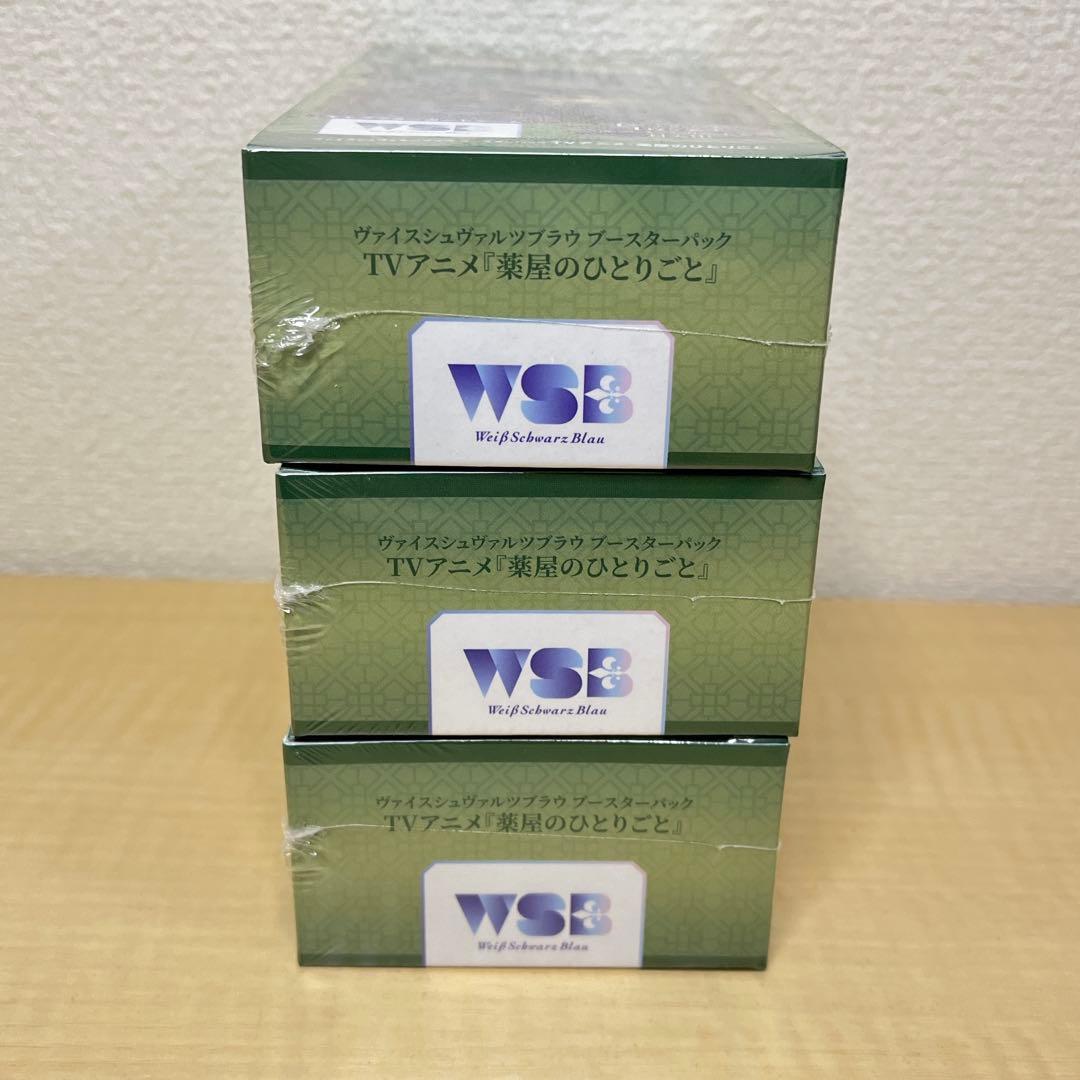 WSB
ヴァイスシュヴァルツブラウ ブースターパック
TVアニメ『薬屋のひとりごと』
WSB
Weiß Schwarz Blau
ヴァイスシュヴァルツブラウ ブースターパック
TVアニメ『薬屋のひとりごと』
WSB
Weiß Schwarz Blau
ヴァイスシュヴァルツブラウ ブースターパック
TVアニメ『薬屋のひとりごと』
WSB
Weiß Schwarz Blau